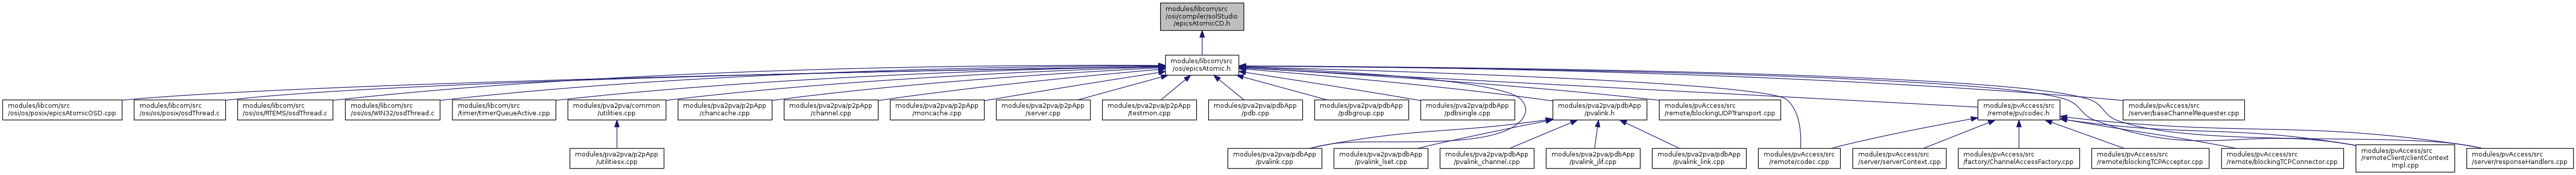 modules/libcom/src
/osi/compiler/solStudio
/epicsAtomicCD.h
modules/libcom/src
/osi/epicsAtomic.h
modules/libcom/src
/osi/os/posix/epicsAtomicOSD.cpp
modules/libcom/src
/osi/os/posix/osdThread.c
modules/libcom/src
/osi/os/RTEMS/osdThread.c
modules/libcom/src
/osi/os/WIN32/osdThread.c
modules/libcom/src
/timer/timerQueueActive.cpp
modules/pva2pva/common
/utilities.cpp
modules/pva2pva/p2pApp
/chancache.cpp
modules/pva2pva/p2pApp
/channel.cpp
modules/pva2pva/p2pApp
/moncache.cpp
modules/pva2pva/p2pApp
/server.cpp
modules/pva2pva/p2pApp
/testmon.cpp
modules/pva2pva/pdbApp
/pdb.cpp
modules/pva2pva/pdbApp
/pdbgroup.cpp
modules/pva2pva/pdbApp
/pdbsingle.cpp
modules/pva2pva/pdbApp
/pvalink.h
modules/pvAccess/src
/remote/blockingUDPTransport.cpp
modules/pvAccess/src
/remote/pv/codec.h
modules/pvAccess/src
/server/baseChannelRequester.cpp
modules/pva2pva/p2pApp
/utilitiesx.cpp
modules/pva2pva/pdbApp
/pvalink.cpp
modules/pva2pva/pdbApp
/pvalink_lset.cpp
modules/pva2pva/pdbApp
/pvalink_channel.cpp
modules/pva2pva/pdbApp
/pvalink_jlif.cpp
modules/pva2pva/pdbApp
/pvalink_link.cpp
modules/pvAccess/src
/remote/codec.cpp
modules/pvAccess/src
/server/serverContext.cpp
modules/pvAccess/src
/factory/ChannelAccessFactory.cpp
modules/pvAccess/src
/remote/blockingTCPAcceptor.cpp
modules/pvAccess/src
/remote/blockingTCPConnector.cpp
modules/pvAccess/src
/remoteClient/clientContext
Impl.cpp
modules/pvAccess/src
/server/responseHandlers.cpp